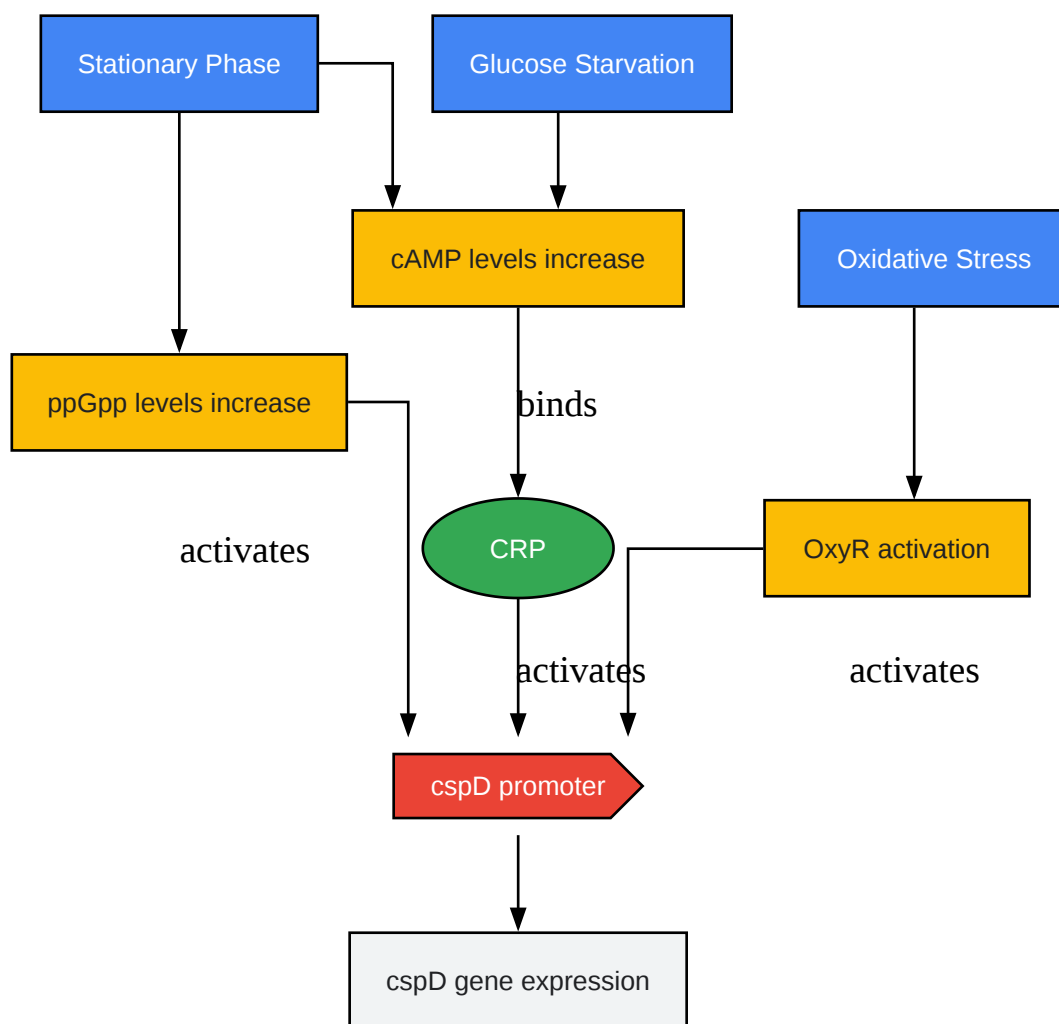 Stationary Phase
Glucose Starvation
cAMP levels increase
Oxidative Stress
ppGpp levels increase
binds
activates
CRP
OxyR activation
activates
activates
cspD promoter
cspD gene expression